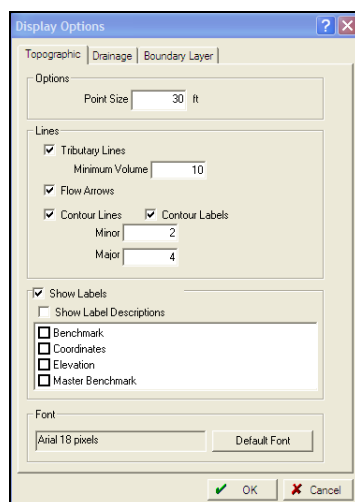 Display Options
Topographic Drainage Boundary Layer
Options
Point Size 30 ft
Lines
Tributary Lines
Minimum Volume 10
Flow Arrows
Contour Lines Contour Labels
Minor 2
Major 4
Show Labels
Show Label Descriptions
Benchmark
Coordinates
Elevation
Master Benchmark
Font
Arial 18 pixels Default Font
OK Cancel